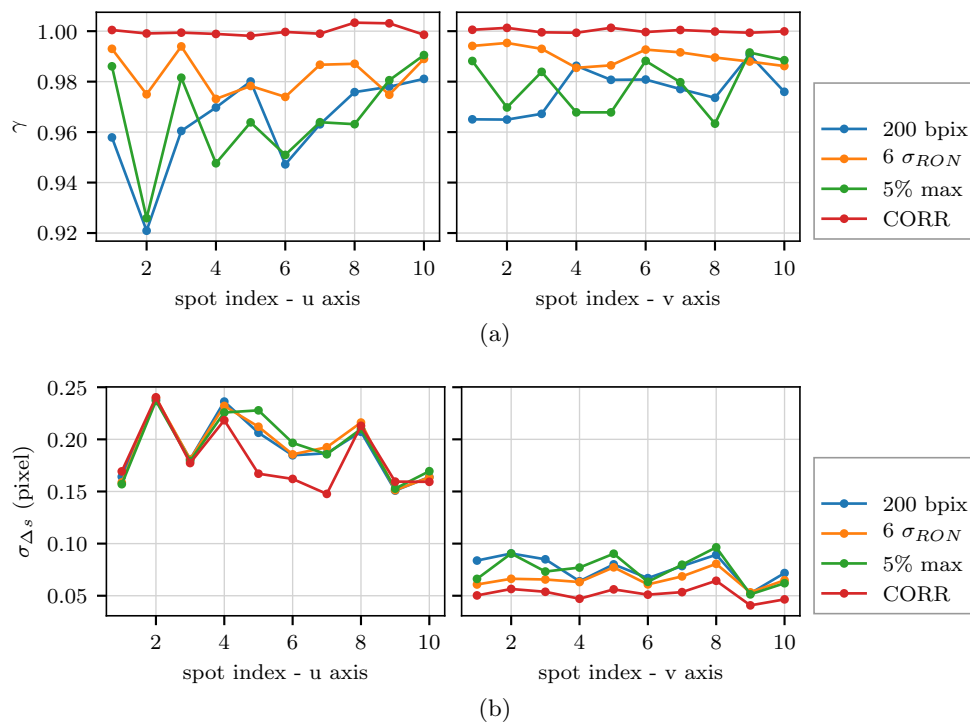 1.00
0.98
0.96
0.94
0.92
γ
2 4 6 8 10
spot index - u axis
2 4 6 8 10
spot index - v axis
200 bpix
6 σRON
5% max
CORR
(a)
0.25
0.20
0.15
0.10
0.05
σΔs (pixel)
2 4 6 8 10
spot index - u axis
2 4 6 8 10
spot index - v axis
200 bpix
6 σRON
5% max
CORR
(b)